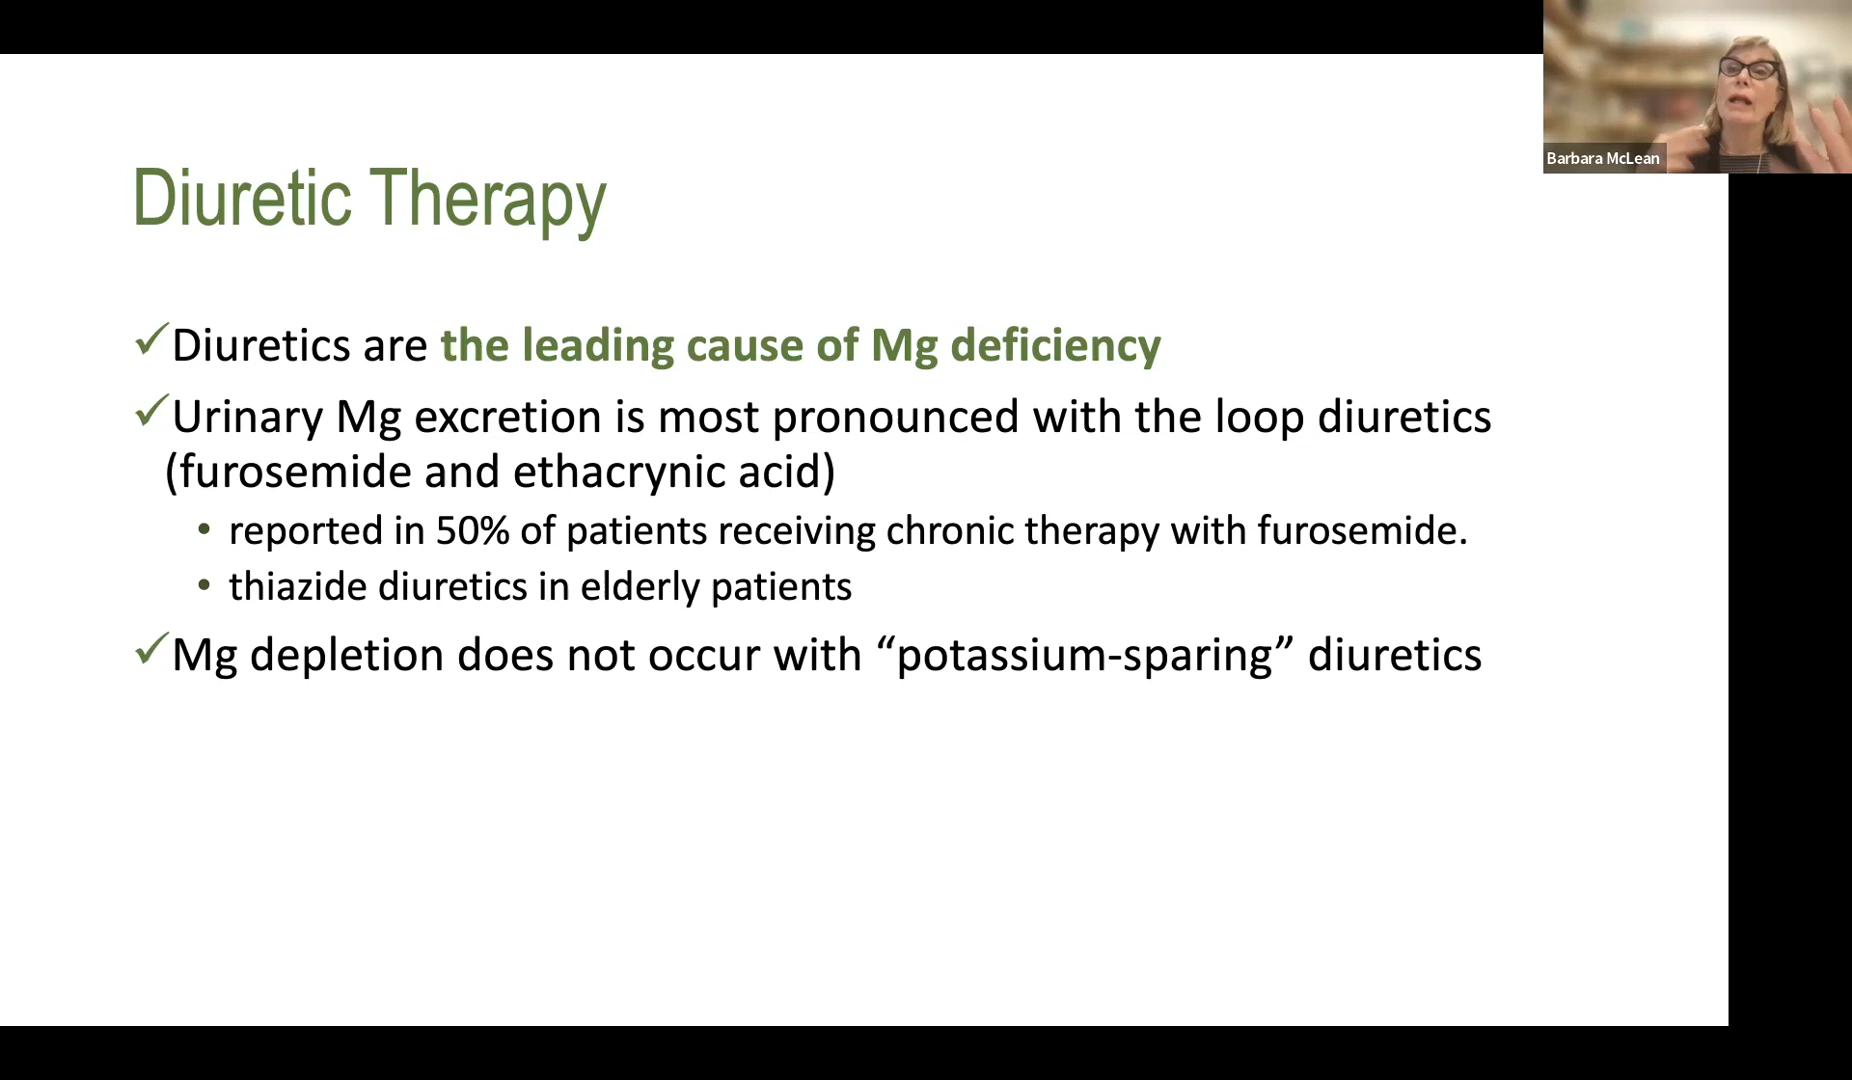 Barbara McLean
Diuretic Therapy
✓Diuretics are the leading cause of Mg deficiency
✓Urinary Mg excretion is most pronounced with the loop diuretics
(furosemide and ethacrynic acid)
• reported in 50% of patients receiving chronic therapy with furosemide.
• thiazide diuretics in elderly patients
✓Mg depletion does not occur with “potassium-sparing” diuretics